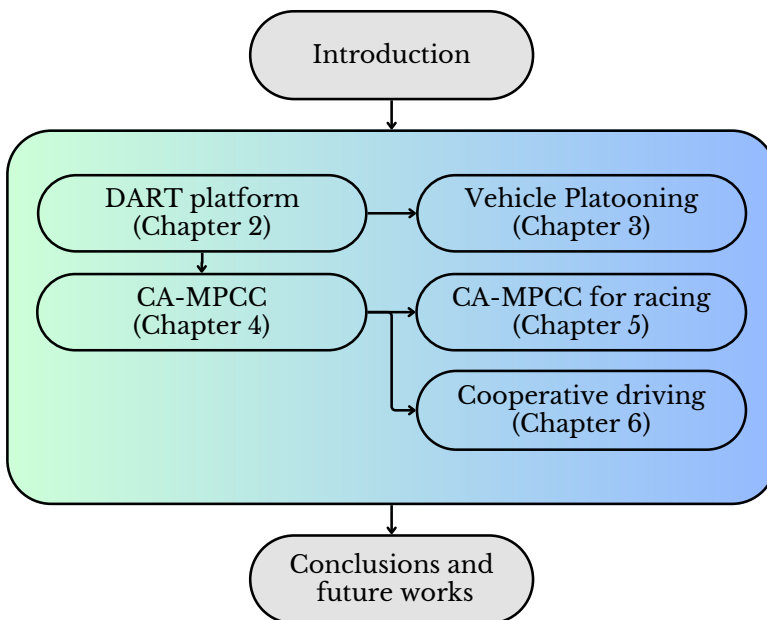 Introduction
DART platform
(Chapter 2)
Vehicle Platooning
(Chapter 3)
CA-MPCC
(Chapter 4)
CA-MPCC for racing
(Chapter 5)
Cooperative driving
(Chapter 6)
Conclusions and
future works